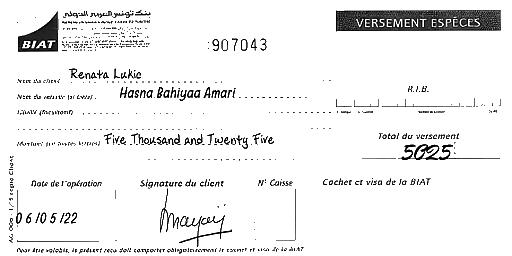 بنك تونس العربي الدولي
BIAT
VERSEMENT ESPÈCES
907043
Nom du client Renata Lukic
Nom du remettant (si tiers) Hasna Bahiyaa Amari
R.I.B.
Libellé (facultatif)
Montant (en toutes lettres) Five Thousand and Twenty Five
Total du versement
5025
Date de l'opération
Signature du client
N° Caisse
Cachet et visa de la BIAT
06/05/22
Pour être valable, le présent reçu doit comporter obligatoirement le cachet et visa de la BIAT